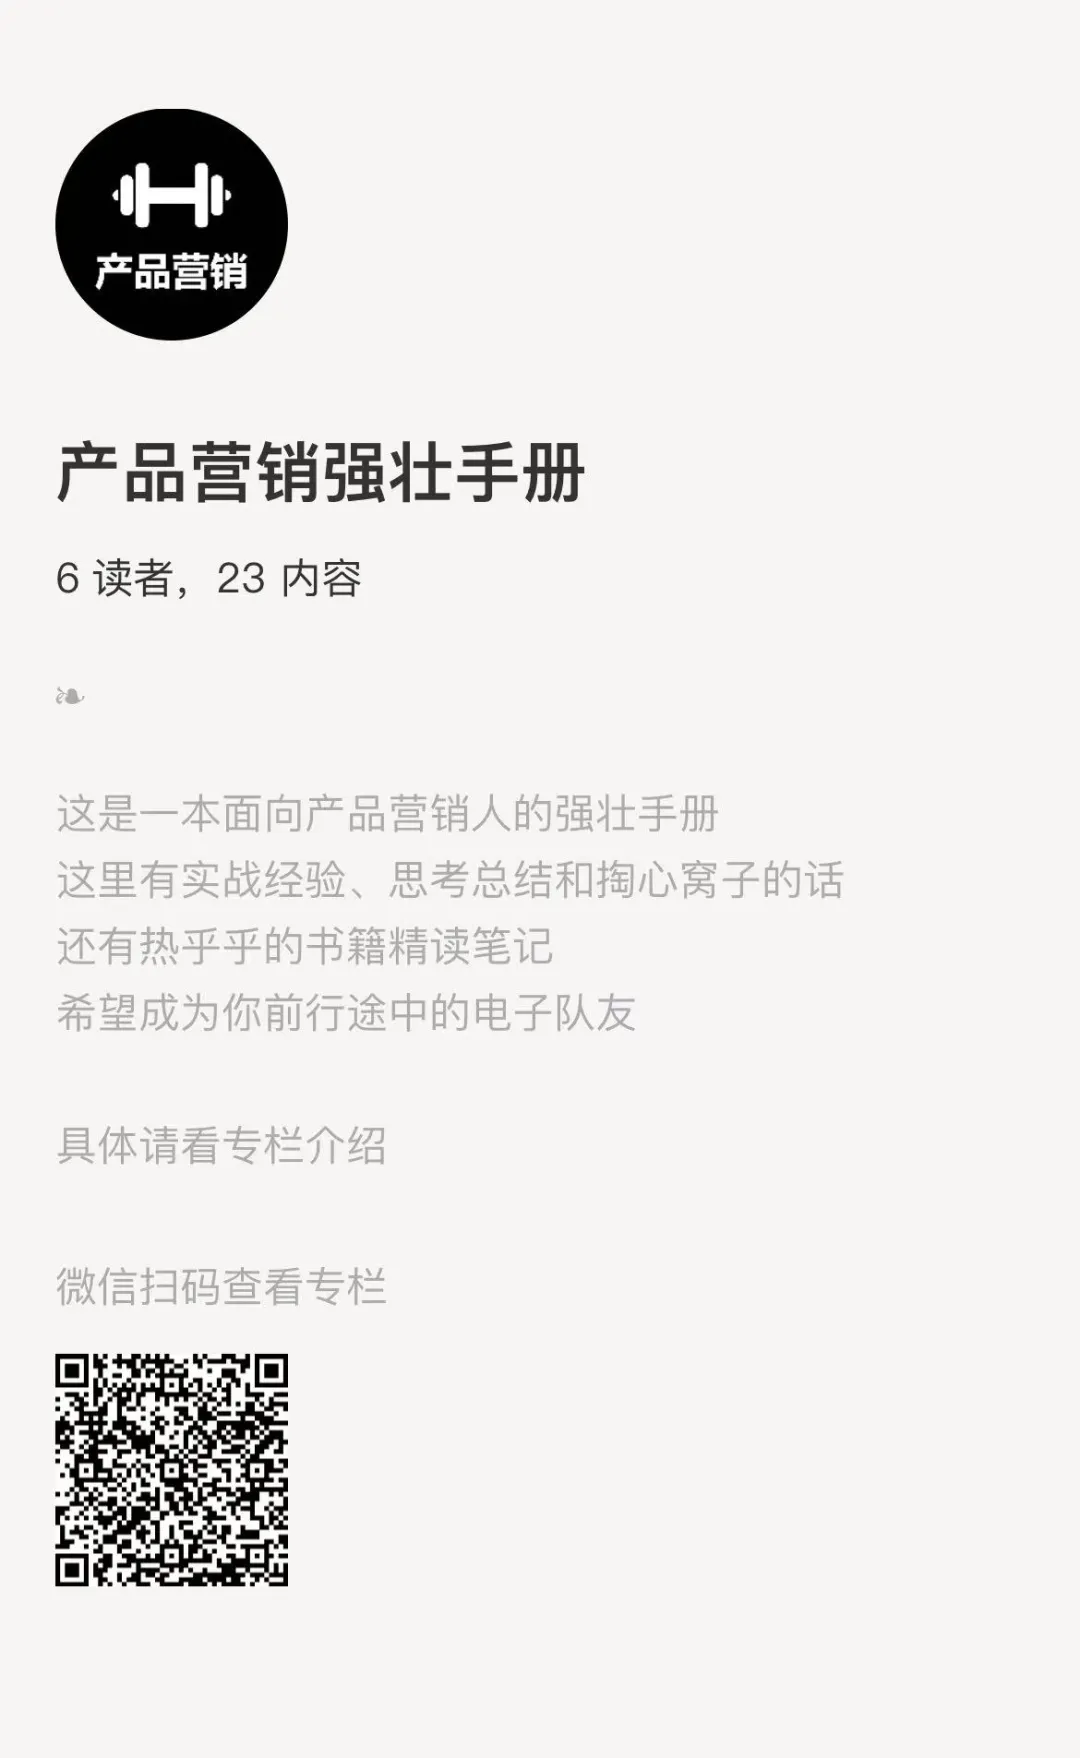 产品营销
产品营销强壮手册
6 读者，23 内容
这是一本面向产品营销人的强壮手册
这里有实战经验、思考总结和掏心窝子的话
还有热乎乎的书籍精读笔记
希望成为你前行途中的电子队友
具体请看专栏介绍
微信扫码查看专栏